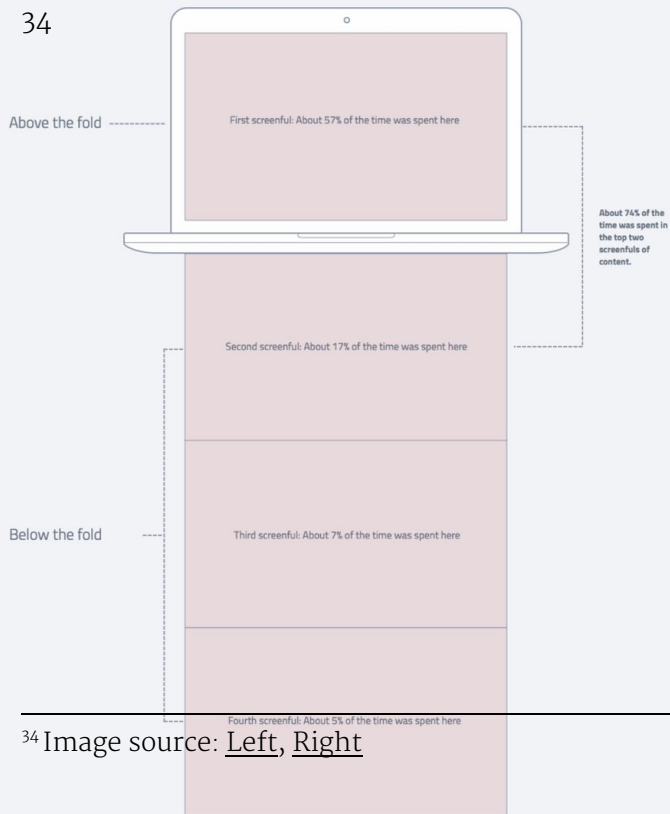 34
Above the fold
First screenful: About 57% of the time was spent here
About 74% of the
time was spent in
the top two
screenfuls of
content.
Second screenful: About 17% of the time was spent here
Below the fold
Third screenful: About 7% of the time was spent here
Fourth screenful: About 5% of the time was spent here
34 Image source: Left, Right